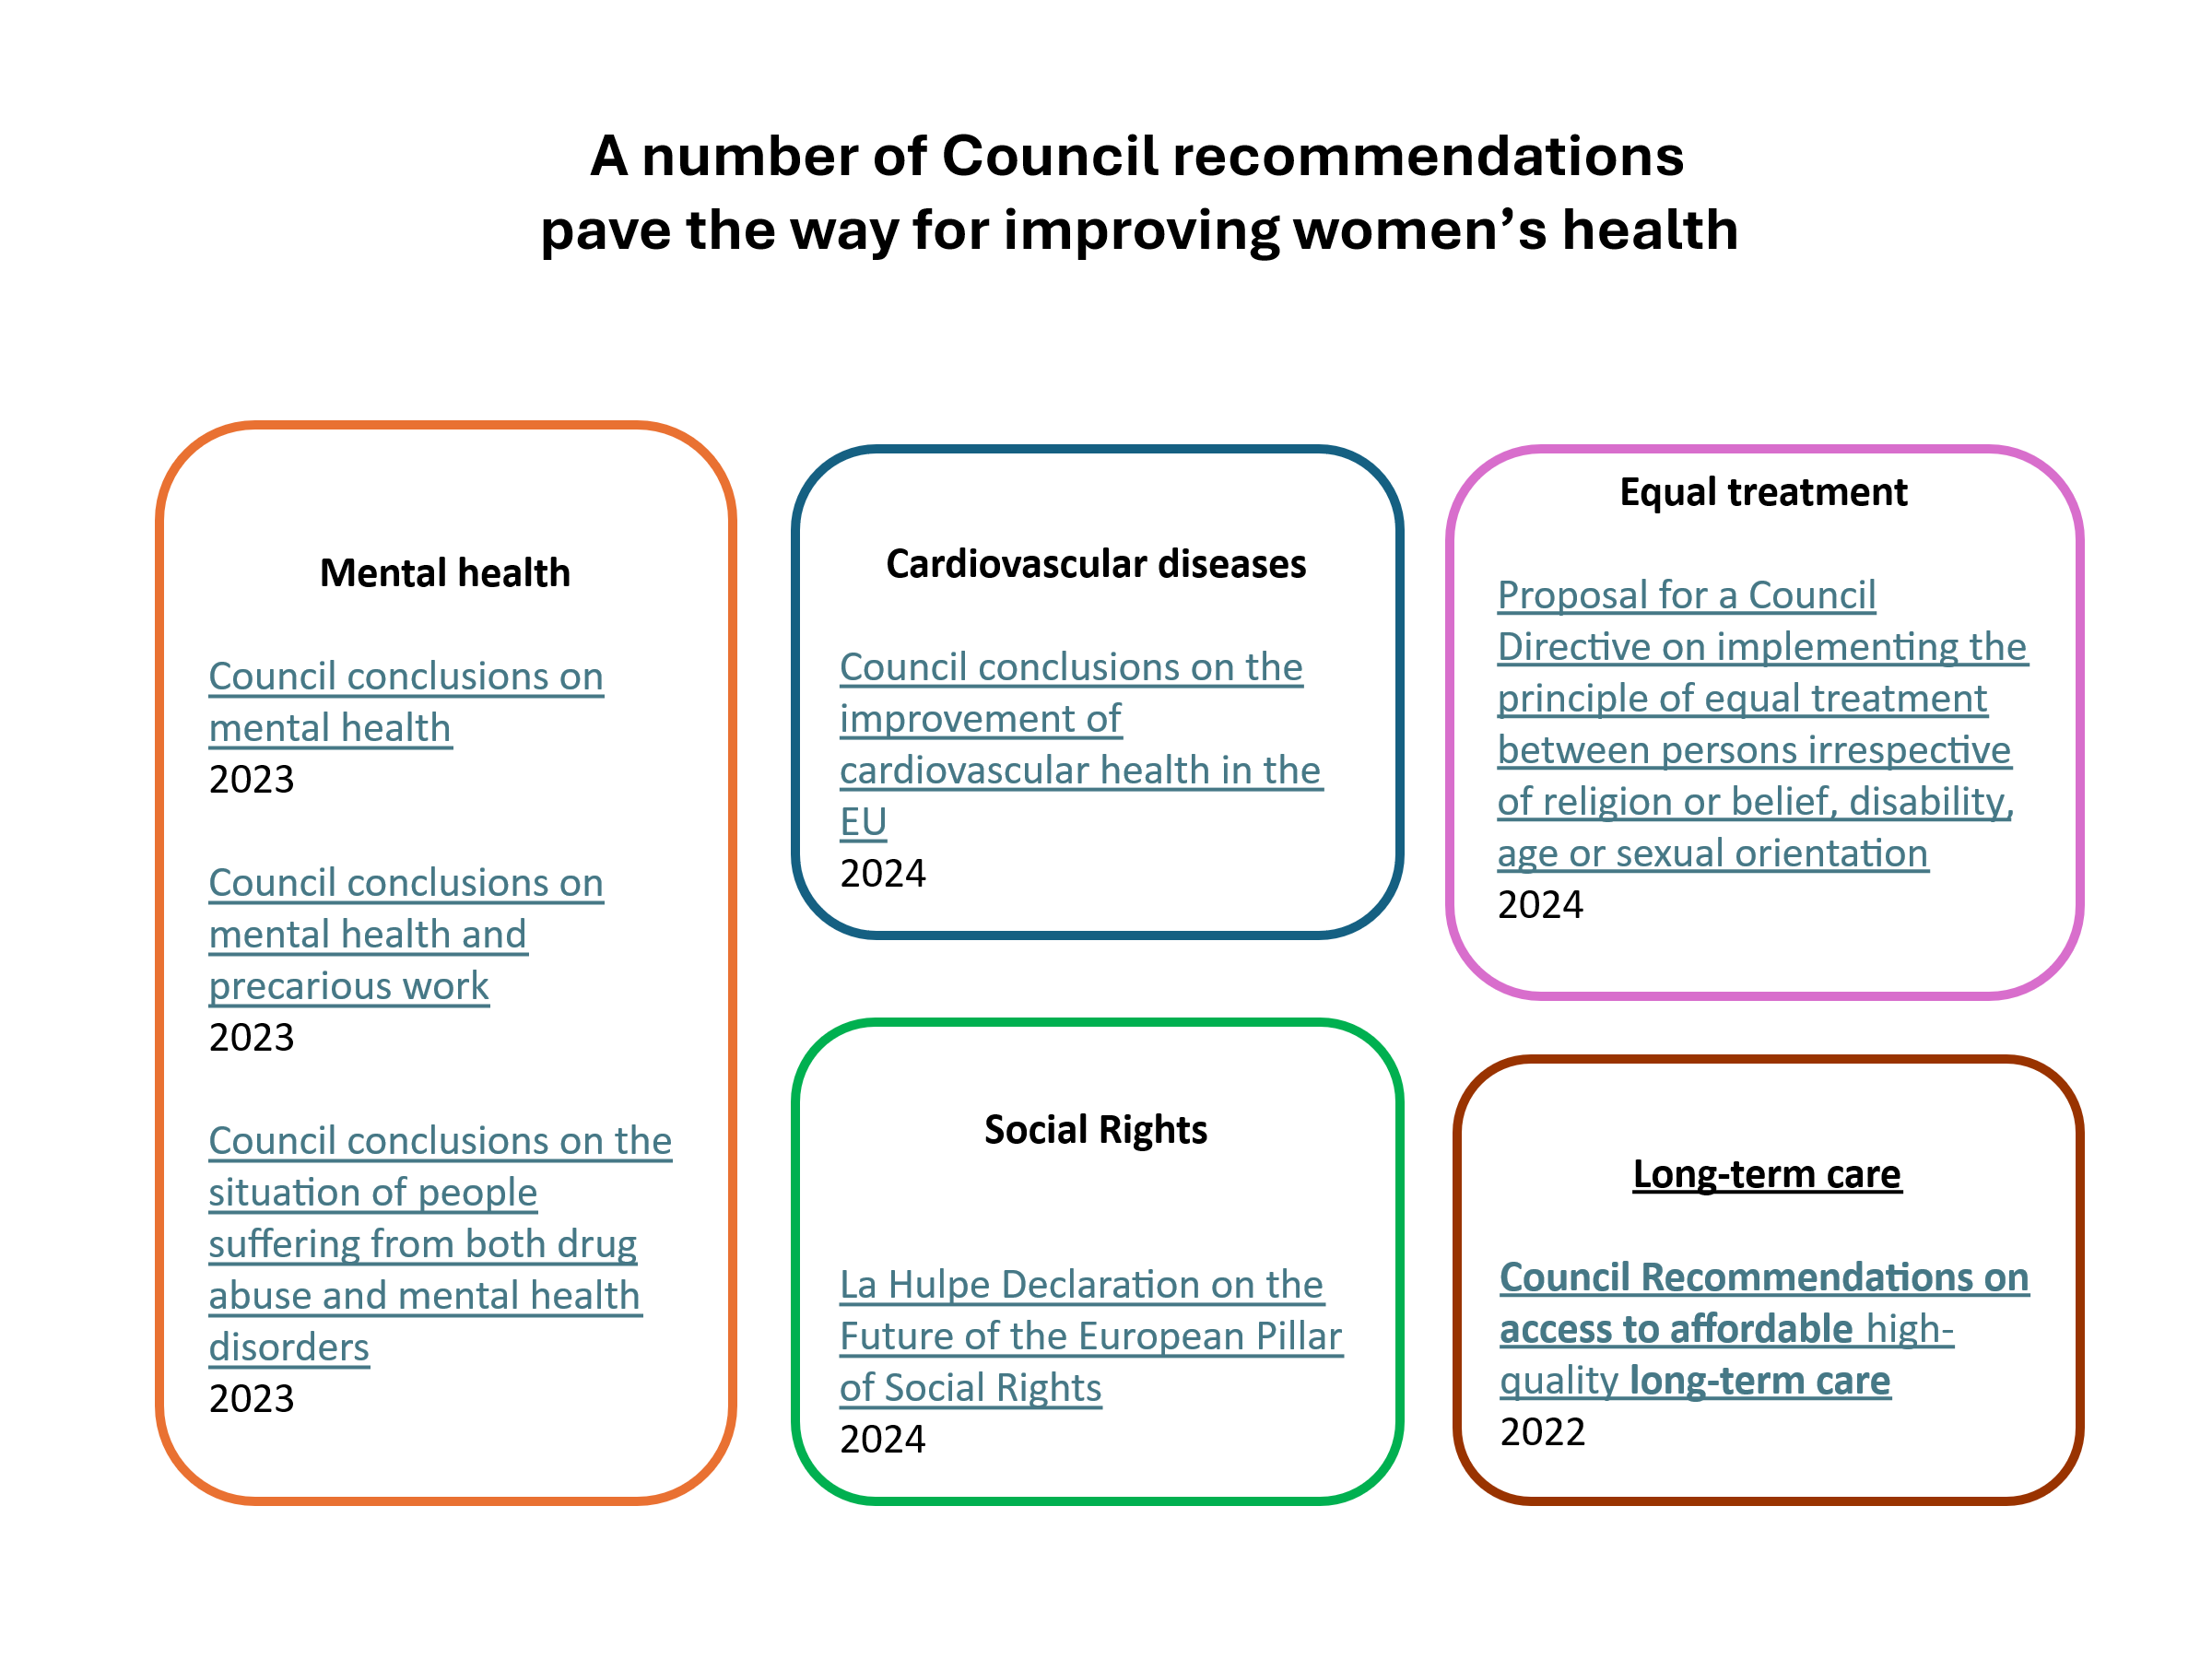 A number of Council recommendations
pave the way for improving women’s health
Mental health
Council conclusions on
mental health
2023
Council conclusions on
mental health and
precarious work
2023
Council conclusions on the
situation of people
suffering from both drug
abuse and mental health
disorders
2023
Cardiovascular diseases
Council conclusions on the
improvement of
cardiovascular health in the
EU
2024
Equal treatment
Proposal for a Council
Directive on implementing the
principle of equal treatment
between persons irrespective
of religion or belief, disability,
age or sexual orientation
2024
Social Rights
La Hulpe Declaration on the
Future of the European Pillar
of Social Rights
2024
Long-term care
Council Recommendations on
access to affordable high-
quality long-term care
2022